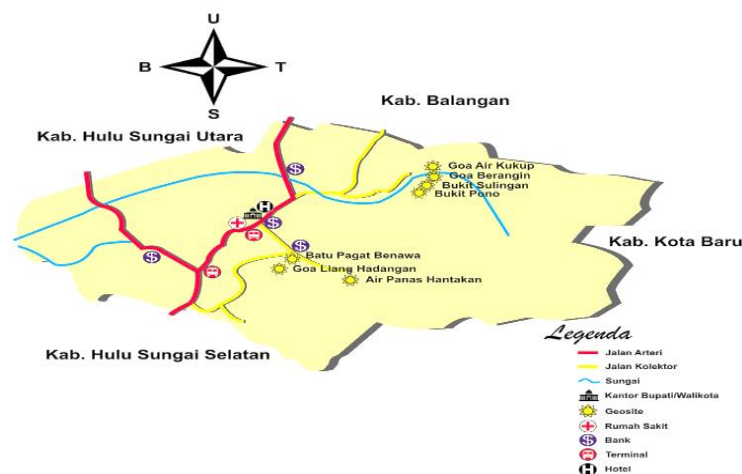 U
B
T
S
Kab. Balangan
Kab. Hulu Sungai Utara
Goa Air Kukup
Goa Berangin
Bukit Sulingan
Bukit Pono
H
$
$
Kab. Kota Baru
$
$
Batu Pagat Benawa
Goa Liang Hadangan
Air Panas Hantakan
Kab. Hulu Sungai Selatan
Legenda
Jalan Arteri
Jalan Kolektor
Sungai
Kantor Bupati/Walikota
Geosite
Rumah Sakit
$ Bank
Terminal
H Hotel